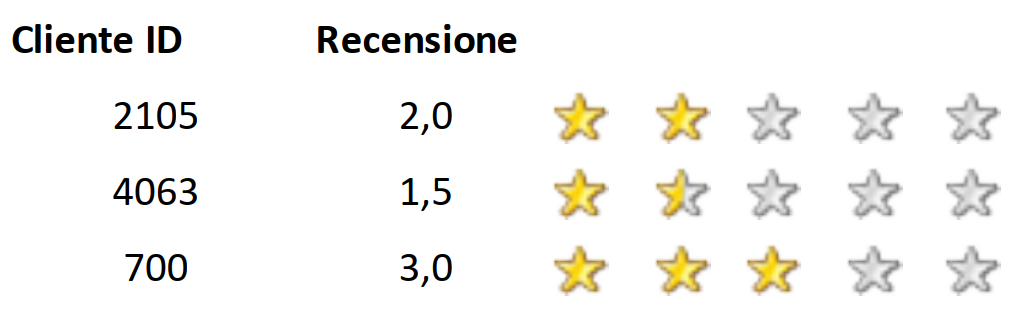 Cliente ID Recensione
2105 2,0
4063 1,5
700 3,0